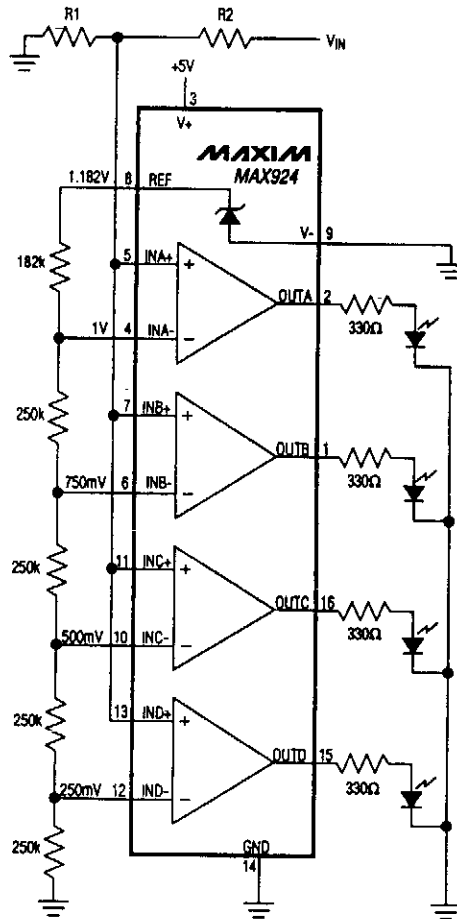 R1
R2
VIN
+5V
3
V+
MAXIM
MAX924
1.182V
8
REF
V-
9
182k
5
INA+
+
OUTA
2
330Ω
1V
4
INA-
−
250k
7
INB+
+
OUTB
1
330Ω
750mV
6
INB-
−
250k
11
INC+
+
OUTC
16
330Ω
500mV
10
INC-
−
250k
13
IND+
+
OUTD
15
330Ω
250mV
12
IND-
−
250k
GND
14